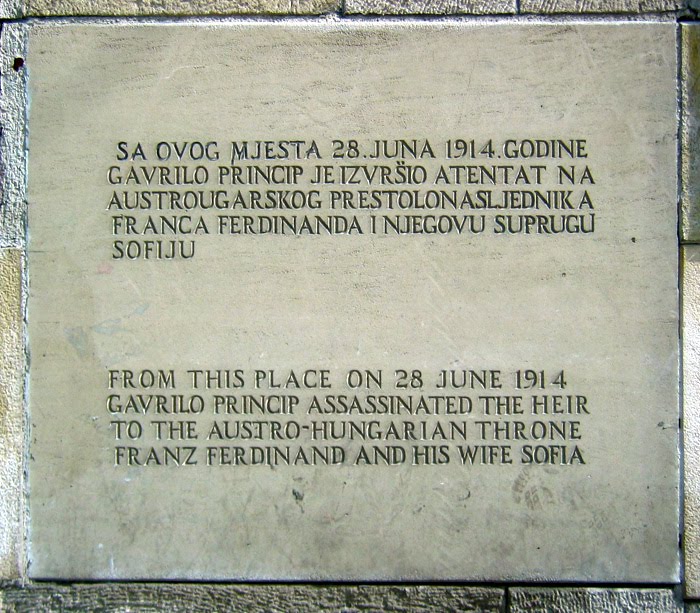 SA OVOG MJESTA 28.JUNA 1914.GODINE
GAVRILO PRINCIP JE IZVRŠIO ATENTAT NA
AUSTROUGARSKOG PRESTOLONASLJEDNIKA
FRANCA FERDINANDA I NJEGOVU SUPRUGU
SOFIJU
FROM THIS PLACE ON 28 JUNE 1914
GAVRILO PRINCIP ASSASSINATED THE HEIR
TO THE AUSTRO-HUNGARIAN THRONE
FRANZ FERDINAND AND HIS WIFE SOFIA